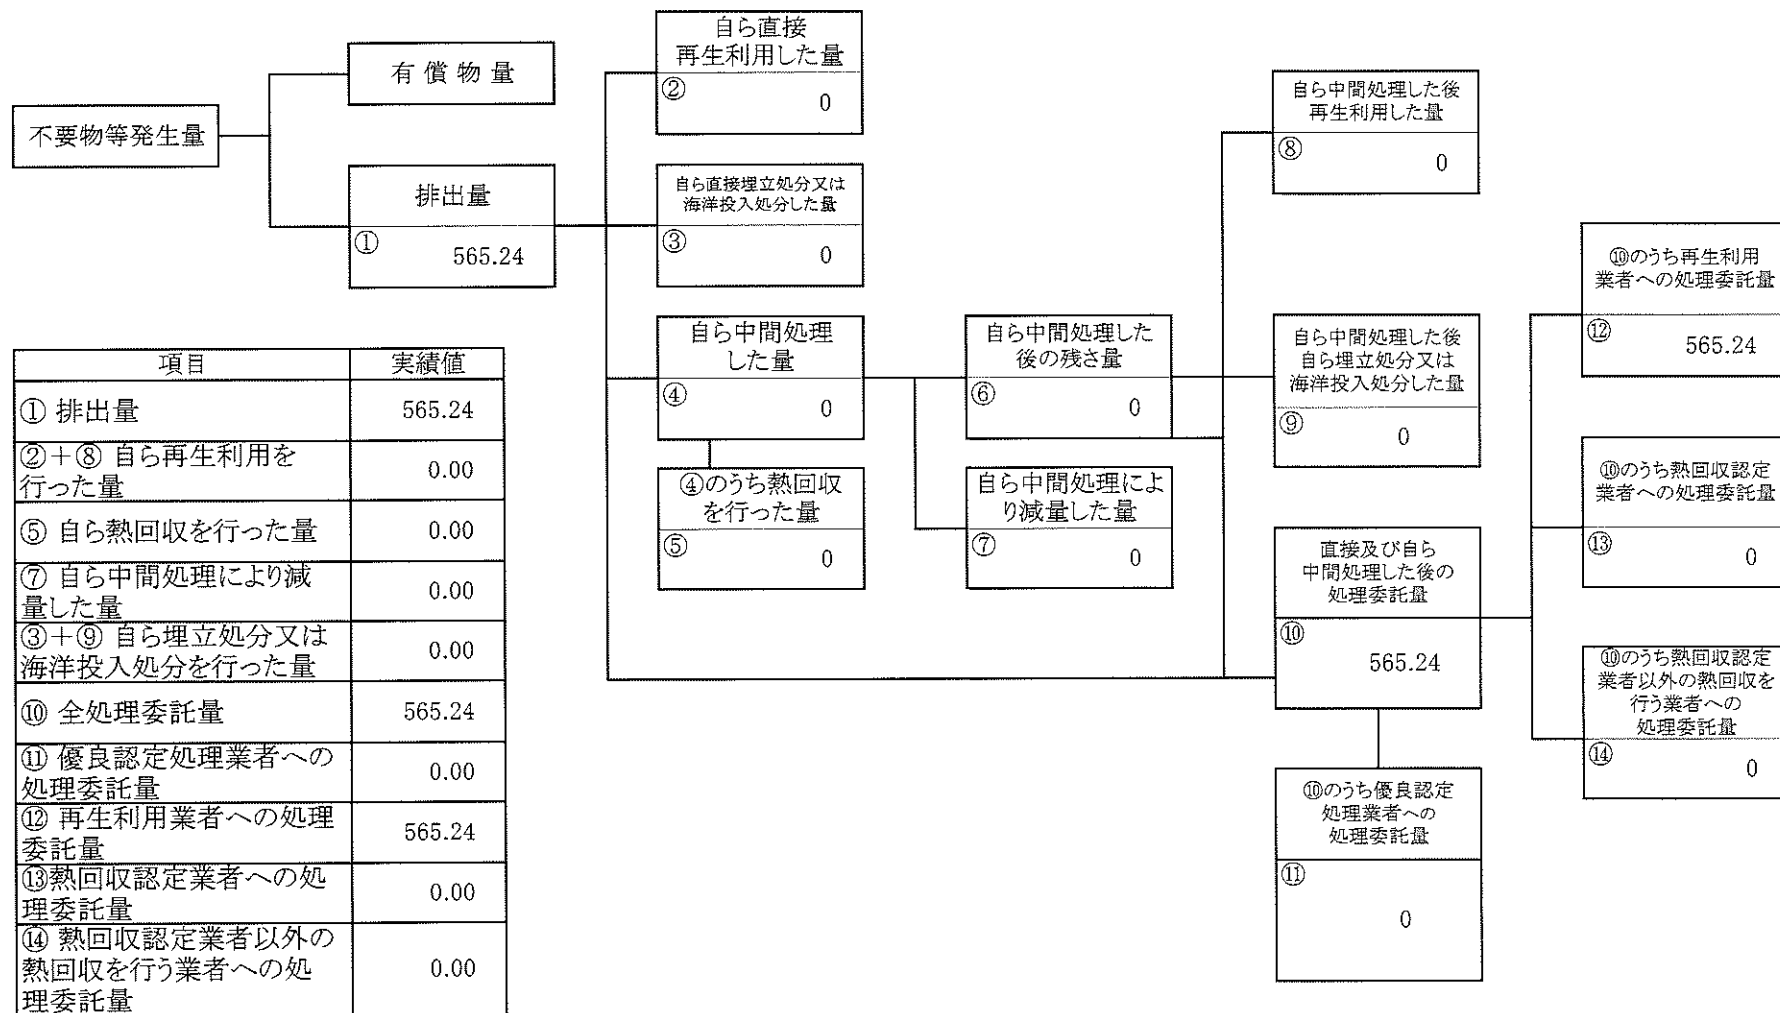 不要物等発生量
有償物量
排出量
①
565.24
自ら直接
再生利用した量
②
0
自ら直接埋立処分又は
海洋投入処分した量
③
0
自ら中間処理
した量
④
0
④のうち熱回収
を行った量
⑤
0
自ら中間処理した
後の残さ量
⑥
0
自ら中間処理によ
り減量した量
⑦
0
自ら中間処理した後
再生利用した量
⑧
0
自ら中間処理した後
自ら埋立処分又は
海洋投入処分した量
⑨
0
直接及び自ら
中間処理した後の
処理委託量
⑩
565.24
⑩のうち優良認定
処理業者への
処理委託量
⑪
0
⑩のうち再生利用
業者への処理委託量
⑫
565.24
⑩のうち熱回収認定
業者への処理委託量
⑬
0
⑩のうち熱回収認定
業者以外の熱回収を
行う業者への
処理委託量
⑭
0
項目 実績値
① 排出量 565.24
②+⑧ 自ら再生利用を
行った量 0.00
⑤ 自ら熱回収を行った量 0.00
⑦ 自ら中間処理により減
量した量 0.00
③+⑨ 自ら埋立処分又は
海洋投入処分を行った量 0.00
⑩ 全処理委託量 565.24
⑪ 優良認定処理業者への
処理委託量 0.00
⑫ 再生利用業者への処理
委託量 565.24
⑬熱回収認定業者への処
理委託量 0.00
⑭ 熱回収認定業者以外の
熱回収を行う業者への処
理委託量 0.00